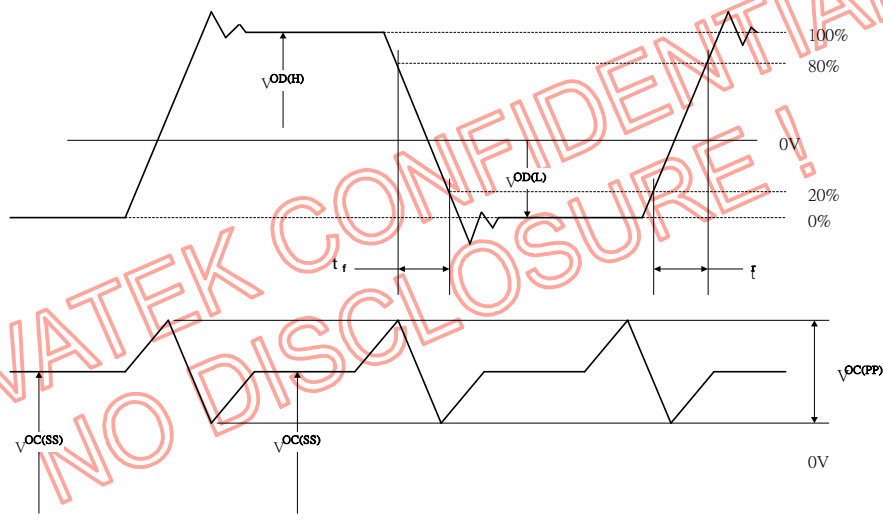 100%
80%
VOD(H)
0V
VOD(L)
20%
0%
tf
tr
VOC(PP)
VOC(SS)
VOC(SS)
0V
VATEK CONFIDENTIAL
NO DISCLOSURE !